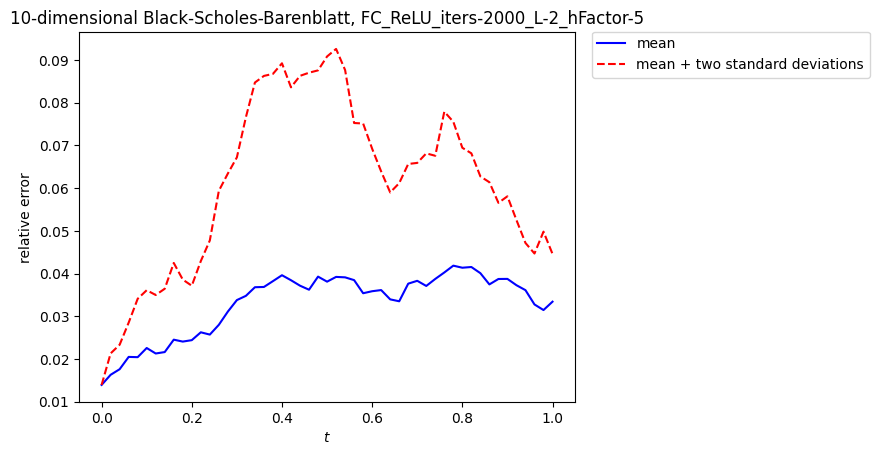 10-dimensional Black-Scholes-Barenblatt, FC_ReLU_iters-2000_L-2_hFactor-5
mean
mean + two standard deviations
relative error
0.09
0.08
0.07
0.06
0.05
0.04
0.03
0.02
0.01
0.0 0.2 0.4 0.6 0.8 1.0
t